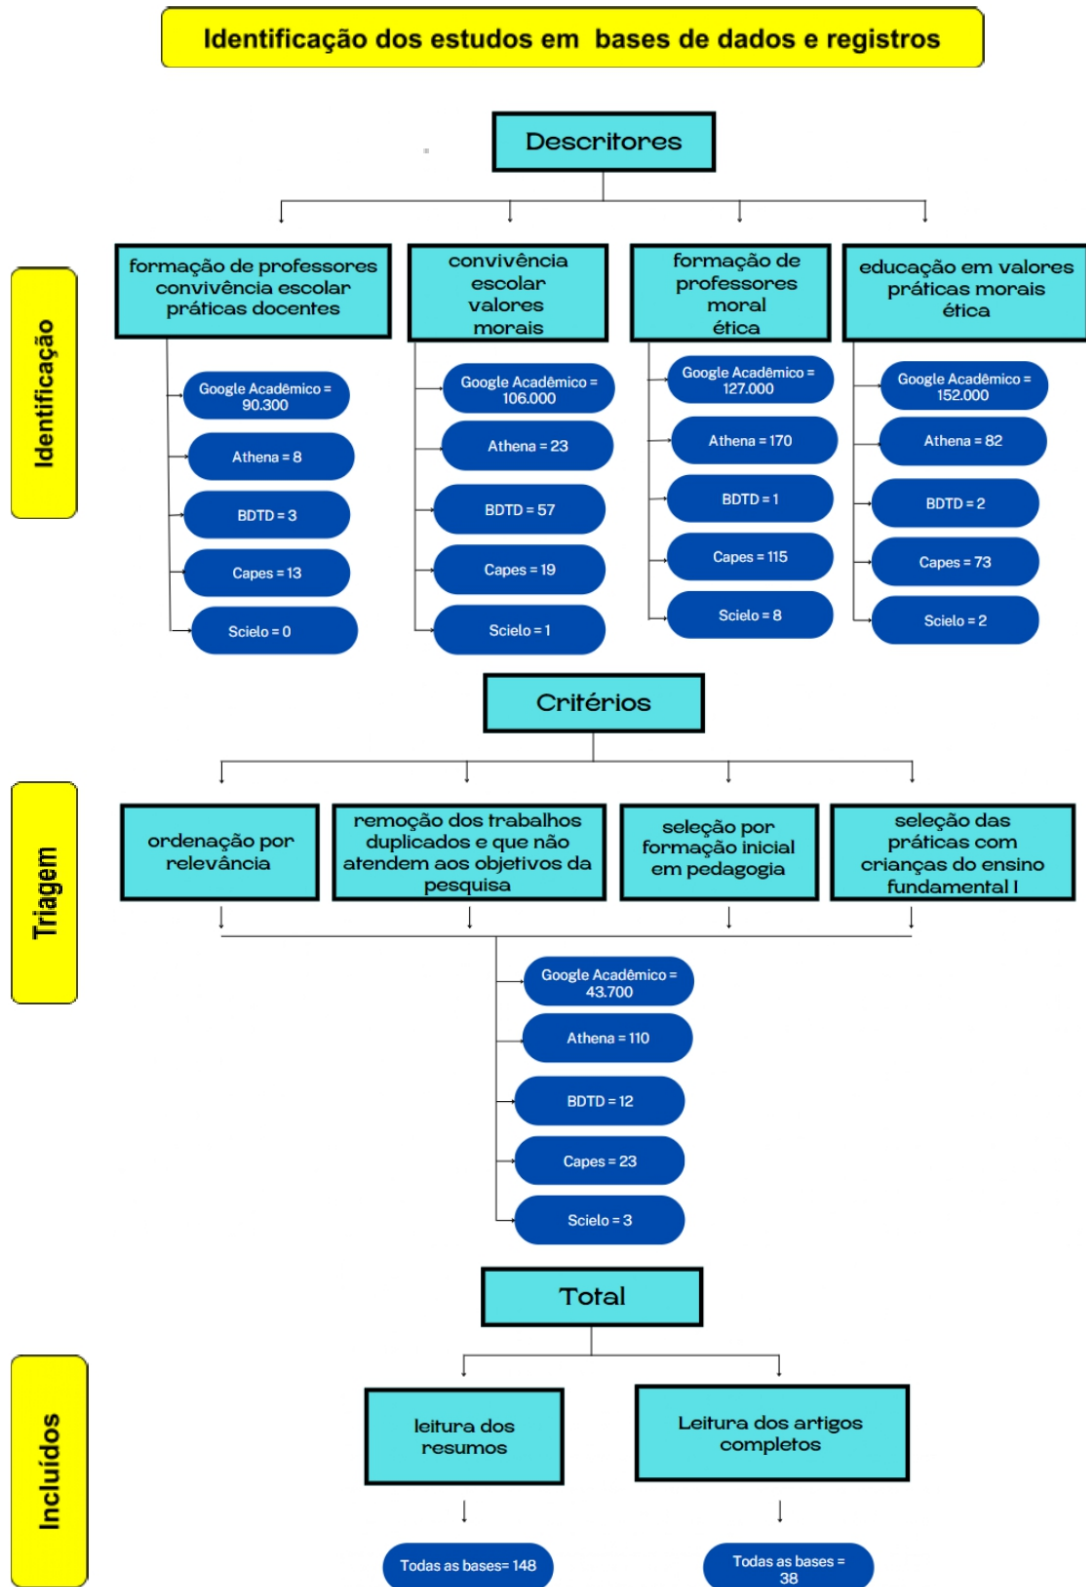 Identificação dos estudos em bases de dados e registros
Descritores
Identificação
formação de professores
convivência escolar
práticas docentes
convivência
escolar
valores
morais
formação de
professores
moral
ética
educação em valores
práticas morais
ética
Google Acadêmico =
90.300
Athena = 8
BDTD = 3
Capes = 13
Scielo = 0
Google Acadêmico =
106.000
Athena = 23
BDTD = 57
Capes = 19
Scielo = 1
Google Acadêmico =
127.000
Athena = 170
BDTD = 1
Capes = 115
Scielo = 8
Google Acadêmico =
152.000
Athena = 82
BDTD = 2
Capes = 73
Scielo = 2
Critérios
Triagem
ordenação por
relevância
remoção dos trabalhos
duplicados e que não
atendem aos objetivos da
pesquisa
seleção por
formação inicial
em pedagogia
seleção das
práticas com
crianças do ensino
fundamental I
Google Acadêmico =
43.700
Athena = 110
BDTD = 12
Capes = 23
Scielo = 3
Total
Incluídos
leitura dos
resumos
Leitura dos artigos
completos
Todas as bases= 148
Todas as bases =
38